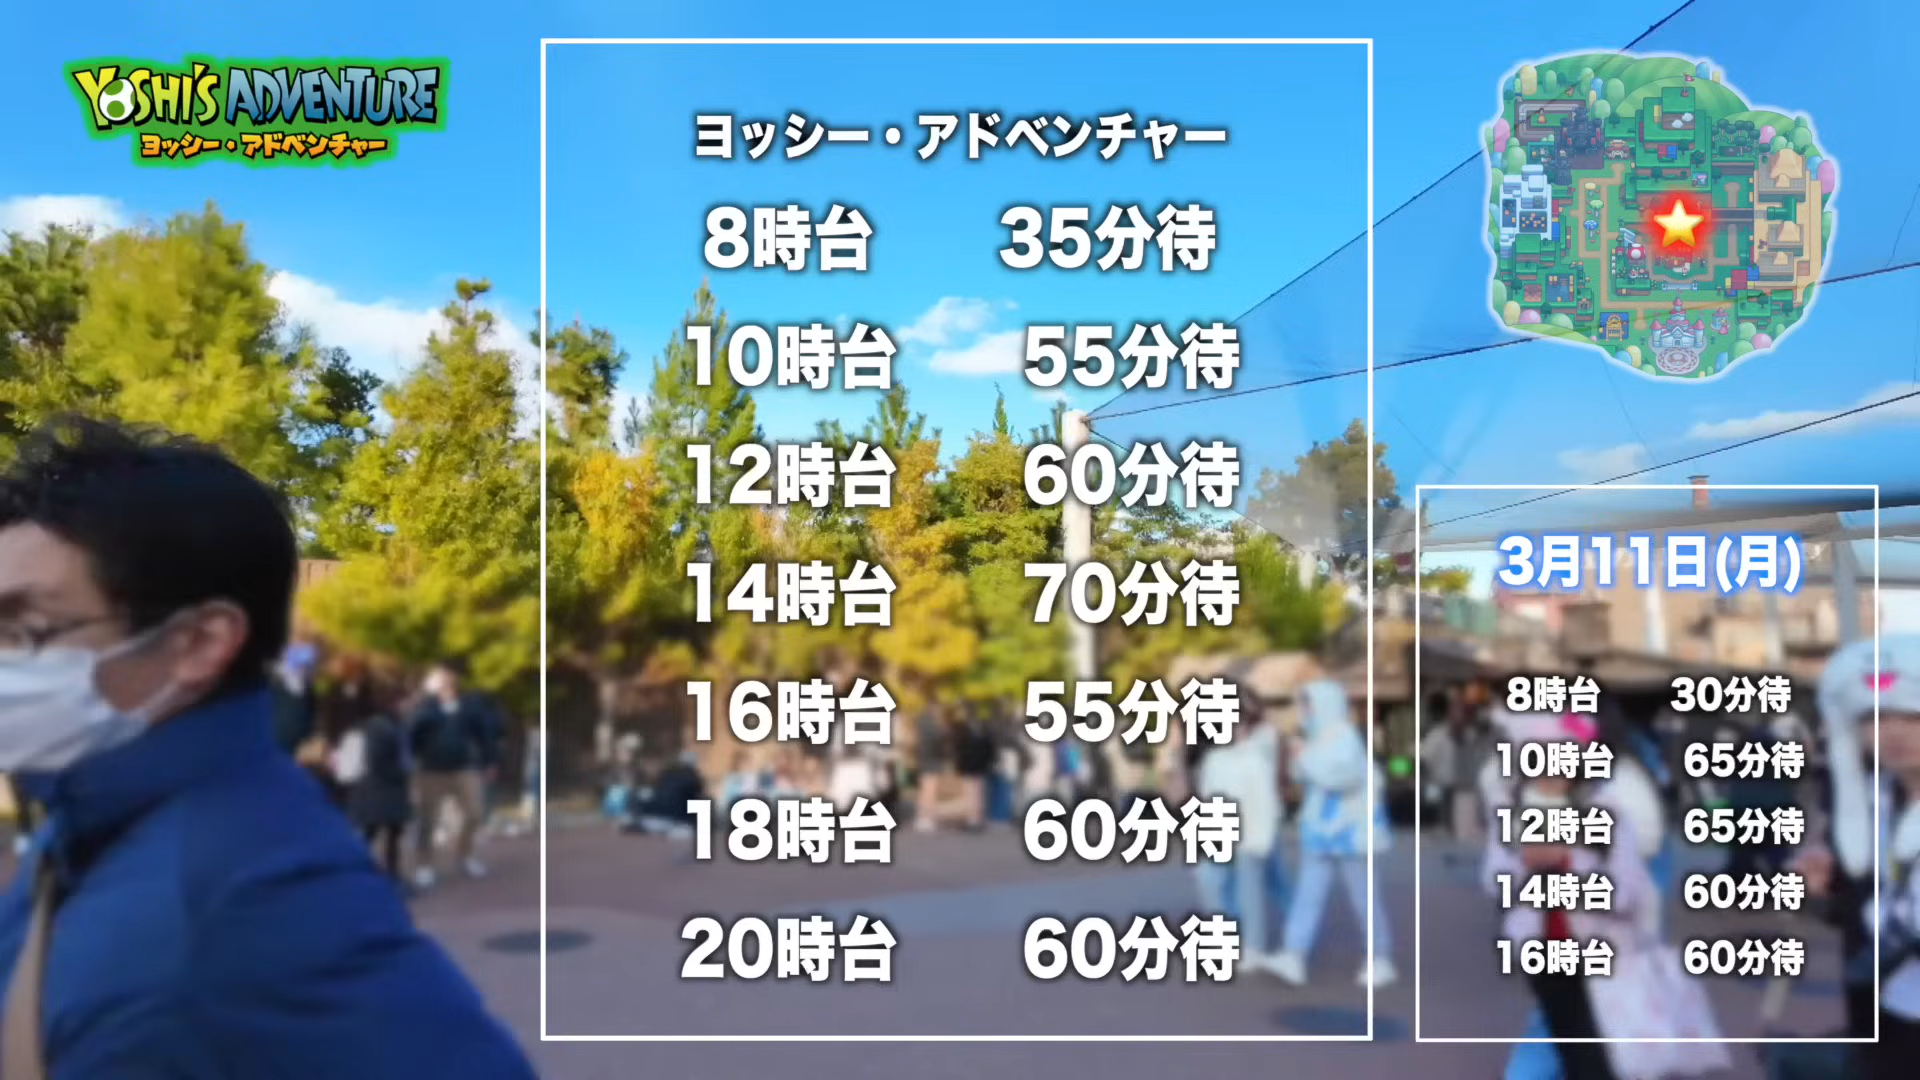 YOSHI'S ADVENTURE
ヨッシー・アドベンチャー
ヨッシー・アドベンチャー
8時台 35分待
10時台 55分待
12時台 60分待
14時台 70分待
16時台 55分待
18時台 60分待
20時台 60分待
3月11日(月)
8時台 30分待
10時台 65分待
12時台 65分待
14時台 60分待
16時台 60分待